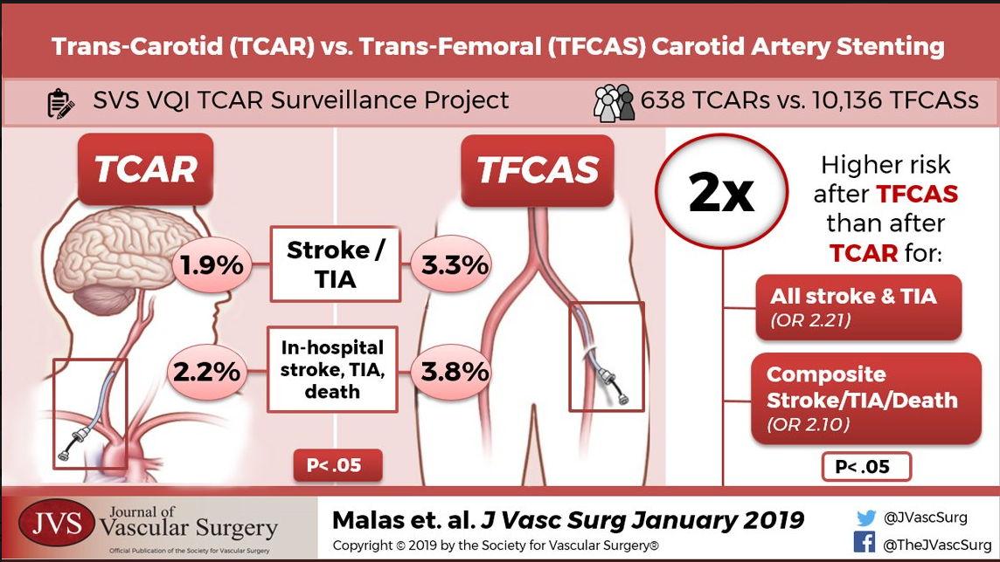 Trans-Carotid (TCAR) vs. Trans-Femoral (TFCAS) Carotid Artery Stenting
SVS VQI TCAR Surveillance Project
638 TCARs vs. 10,136 TFCASs
TCAR
TFCAS
1.9%
Stroke /
TIA
3.3%
2.2%
In-hospital
stroke, TIA,
death
3.8%
P< .05
2x
Higher risk
after TFCAS
than after
TCAR for:
All stroke & TIA
(OR 2.21)
Composite
Stroke/TIA/Death
(OR 2.10)
P< .05
JVS
Journal of
Vascular Surgery
Official Publication of the Society for Vascular Surgery
Malas et. al. J Vasc Surg January 2019
Copyright © 2019 by the Society for Vascular Surgery®
@JVascSurg
@TheJVascSurg